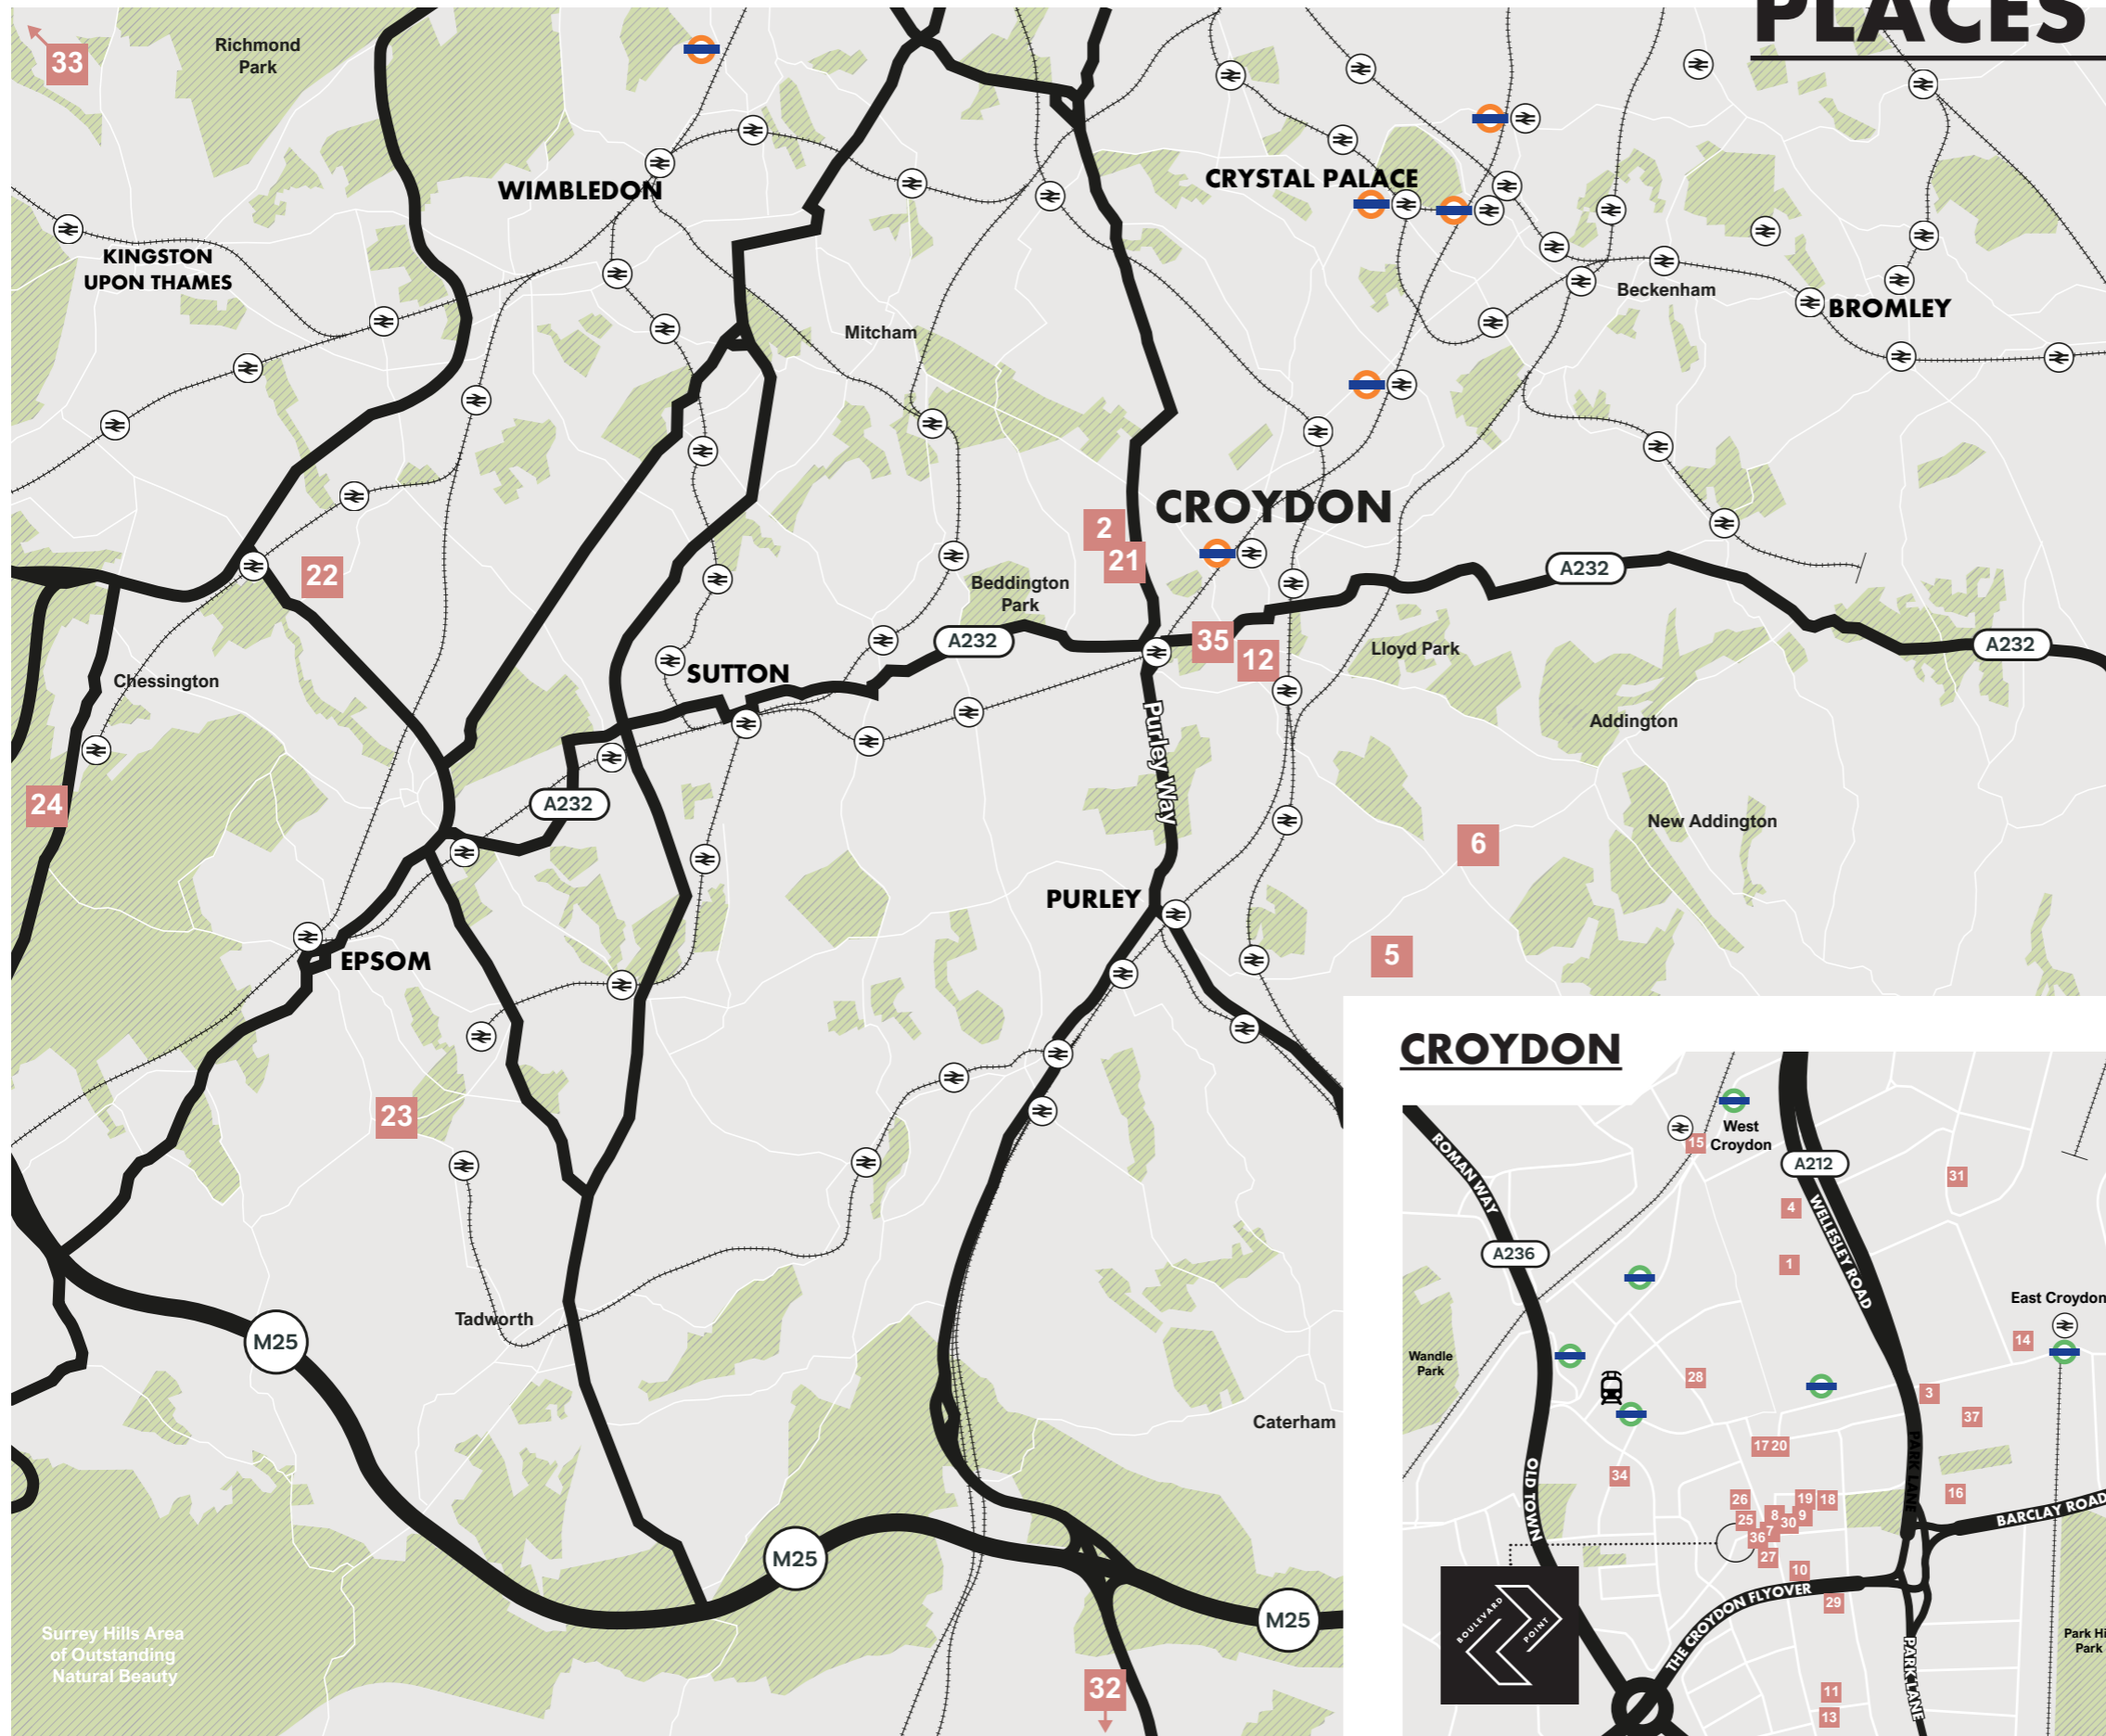 PLACES
33
Richmond
Park
WIMBLEDON
CRYSTAL PALACE
KINGSTON
UPON THAMES
Beckenham
BROMLEY
Mitcham
CROYDON
2
21
22
Beddington
Park
A232
A232
A232
35
12
Lloyd Park
SUTTON
Chessington
Purley Way
Addington
24
A232
New Addington
6
PURLEY
5
EPSOM
23
Tadworth
M25
Caterham
M25
M25
Surrey Hills Area
of Outstanding
Natural Beauty
32
CROYDON
West
Croydon
15
ROMAN WAY
A212
31
4
WELLESLEY ROAD
A236
1
East Croydon
14
Wandle
Park
28
3
37
17
20
PARK LANE
34
OLD TOWN
26
19
18
16
25
8
9
30
7
36
BARCLAY ROAD
27
10
THE CROYDON FLYOVER
29
BOULEVARD
POINT
Park Hi
Park
PARK LANE
11
13